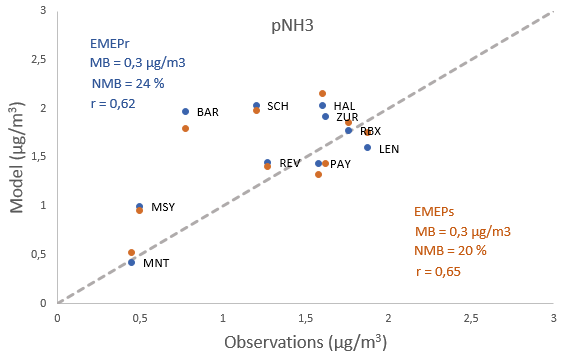 pNH3
3
2,5
2
1,5
1
0,5
0
Model (µg/m³)
EMEPr
MB = 0,3 µg/m3
NMB = 24 %
r = 0,62
BAR
SCH
HAL
ZUR
RBX
LEN
REV
PAY
MSY
MNT
EMEPs
MB = 0,3 µg/m3
NMB = 20 %
r = 0,65
0 0,5 1 1,5 2 2,5 3
Observations (µg/m³)